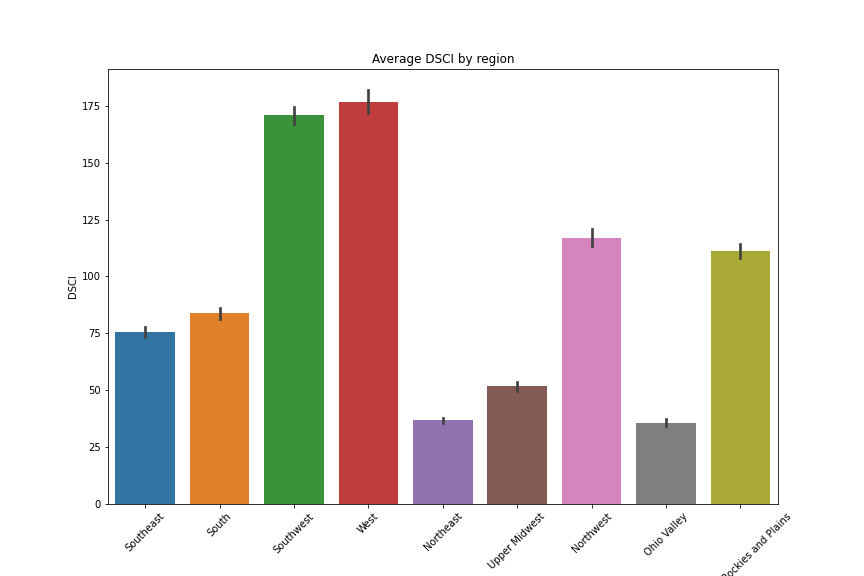 Average DSCI by region
DSCI
175
150
125
100
75
50
25
0
Southeast
South
Southwest
West
Northeast
Upper Midwest
Northwest
Ohio Valley
Rockies and Plains